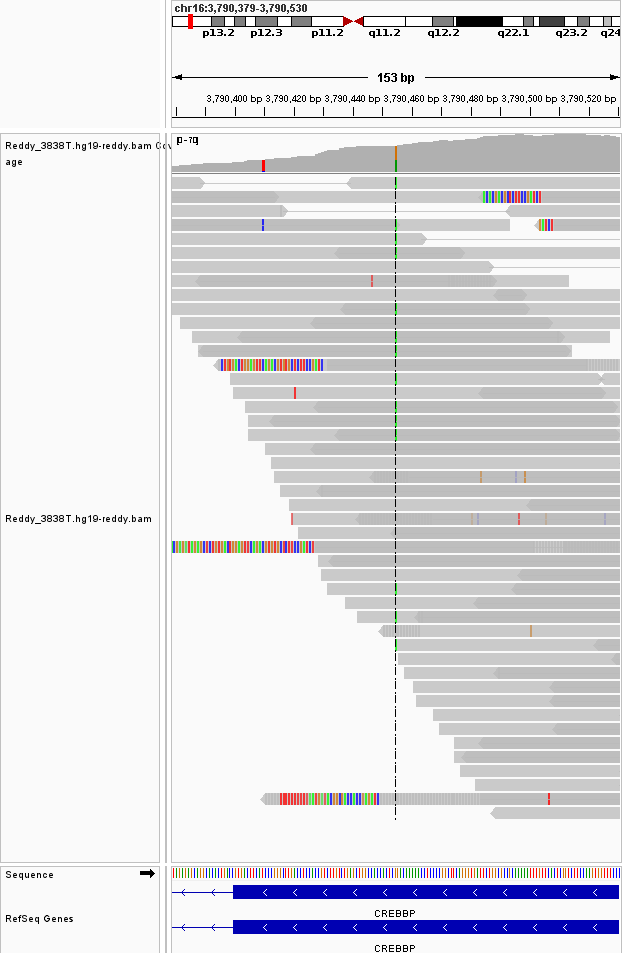 chr16:3,790,379-3,790,530
p13.2 p12.3 p11.2 q11.2 q12.2 q22.1 q23.2 q24
153 bp
3,790,400 bp 3,790,420 bp 3,790,440 bp 3,790,460 bp 3,790,480 bp 3,790,500 bp 3,790,520 bp
Reddy_3838T.hg19-reddy.bam Cov
age
[0-70]
Reddy_3838T.hg19-reddy.bam
Sequence
RefSeq Genes
CREBBP
CREBBP